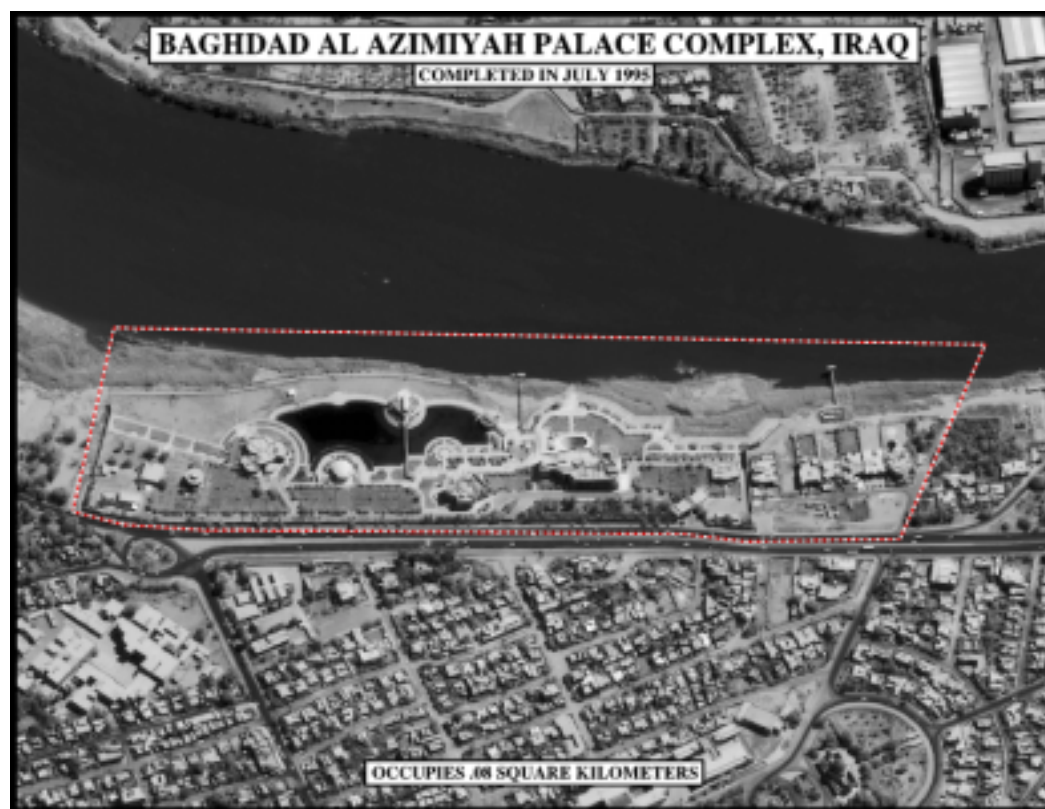 BAGHDAD AL AZIMIYAH PALACE COMPLEX, IRAQ
COMPLETED IN JULY 1995
OCCUPIES .08 SQUARE KILOMETERS